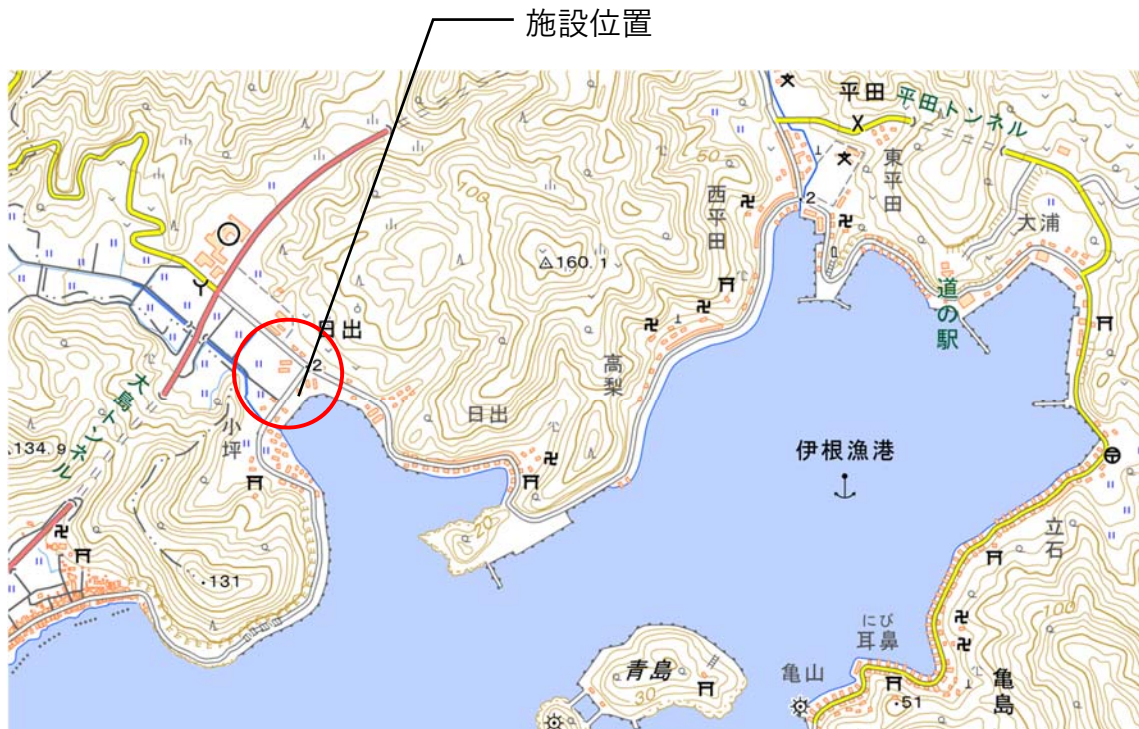 施設位置
平田
平田トンネル
東平田
西平田
大浦
道の駅
50
2
100
160.1
日出
2
高梨
日出
小坪
大島トンネル
134.9
伊根漁港
20
131
立石
100
にび
耳鼻
亀山
亀島
51
青島
30